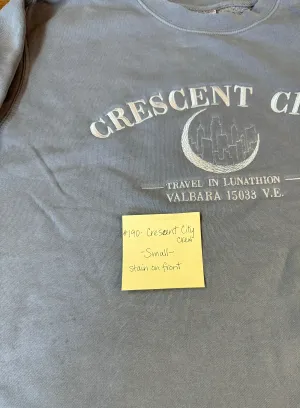 CRESCENT CI
TRAVEL IN LUNATHION
VALBARA 15033 V.E.
#190- Crescent City
Crew
-Small-
stain on front